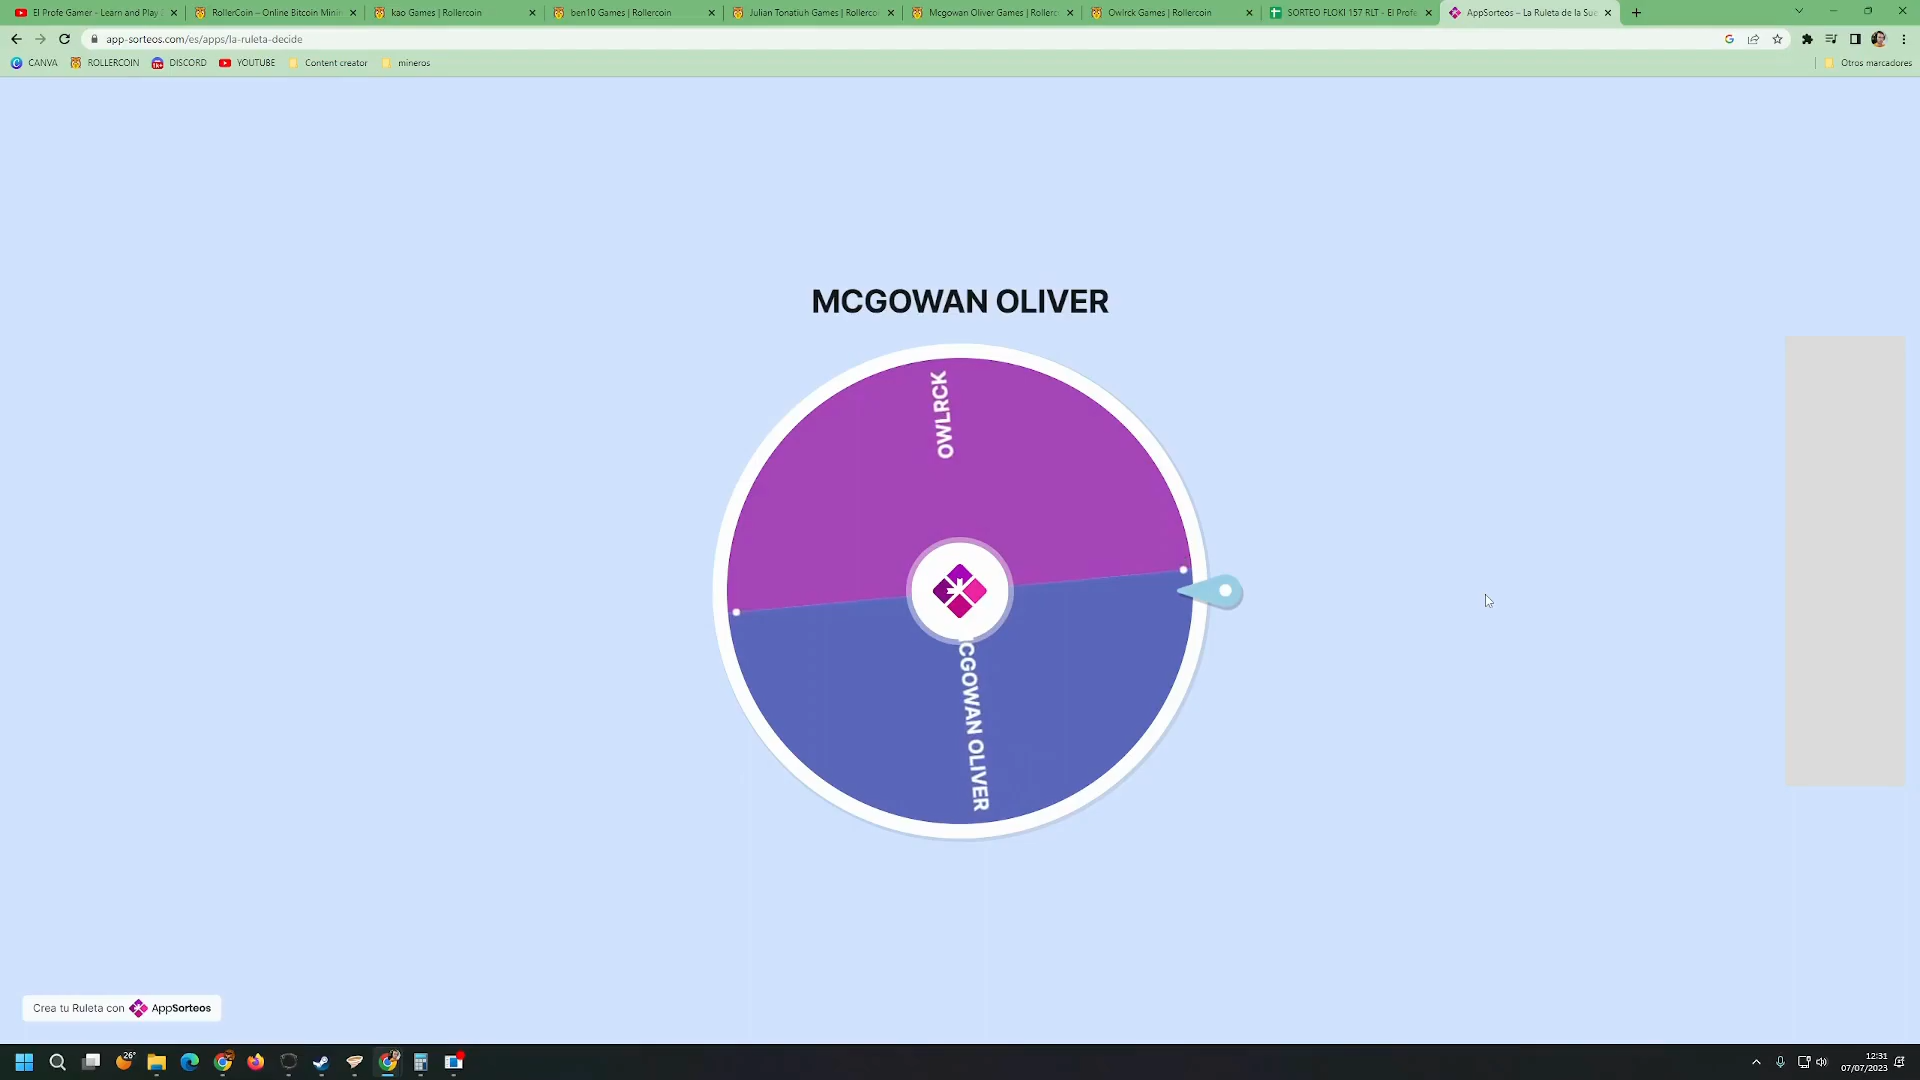 El Profe Gamer - Learn and Play
RollerCoin – Online Bitcoin Minin
kao Games | Rollercoin
ben10 Games | Rollercoin
Julian Tonatiuh Games | Rollerco
Mcgowan Oliver Games | Rollerc
Owlrck Games | Rollercoin
SORTEO FLOKI 157 RLT - El Profe
AppSorteos – La Ruleta de la Sue
app-sorteos.com/es/apps/la-ruleta-decide
CANVA
ROLLERCOIN
DISCORD
YOUTUBE
Content creator
mineros
Otros marcadores
MCGOWAN OLIVER
OWLRCK
CGOWAN OLIVER
Crea tu Ruleta con AppSorteos
26°
12:31
07/07/2023